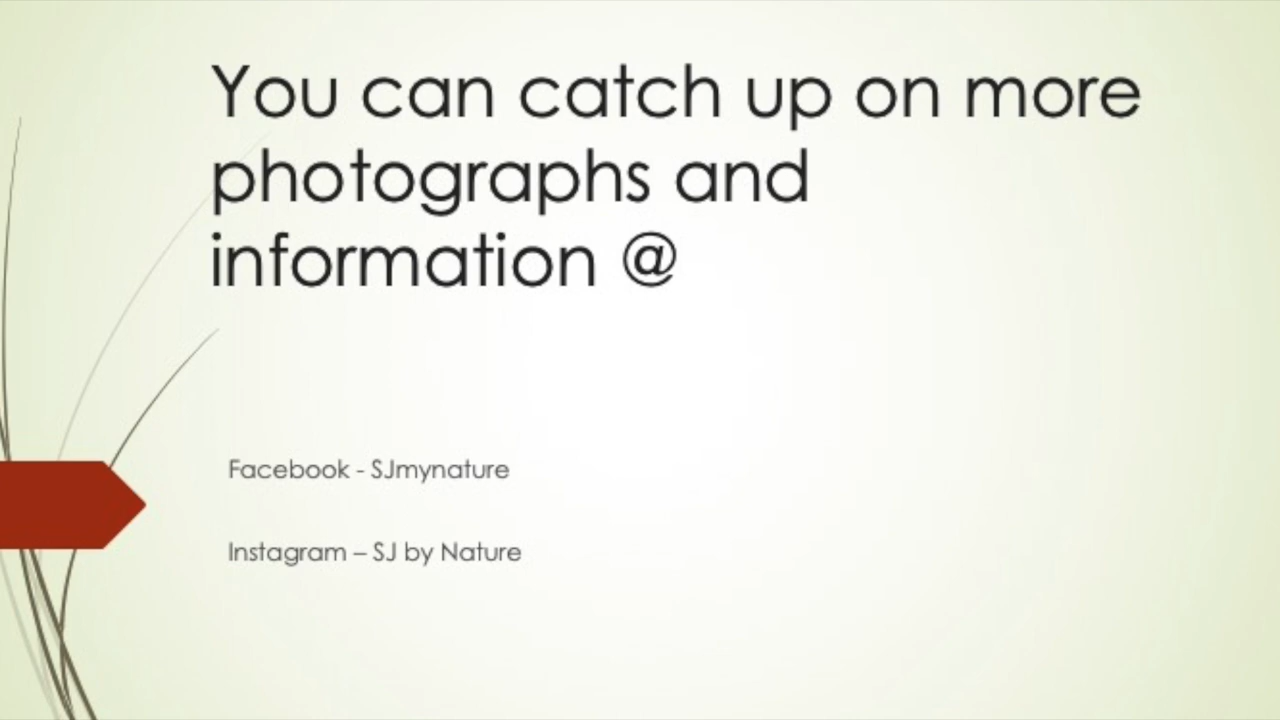 You can catch up on more
photographs and
information @
Facebook - SJmynature
Instagram – SJ by Nature